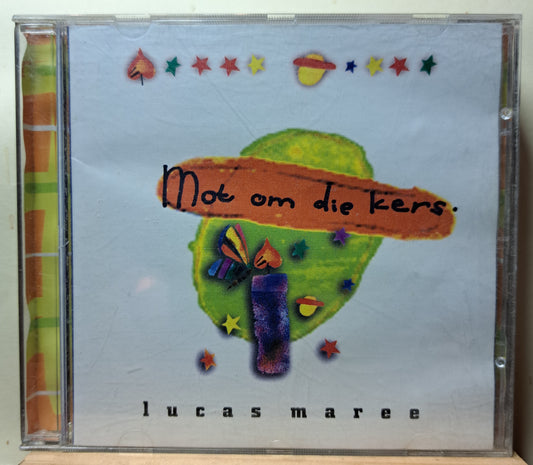 Mot om die kers.
lucas maree